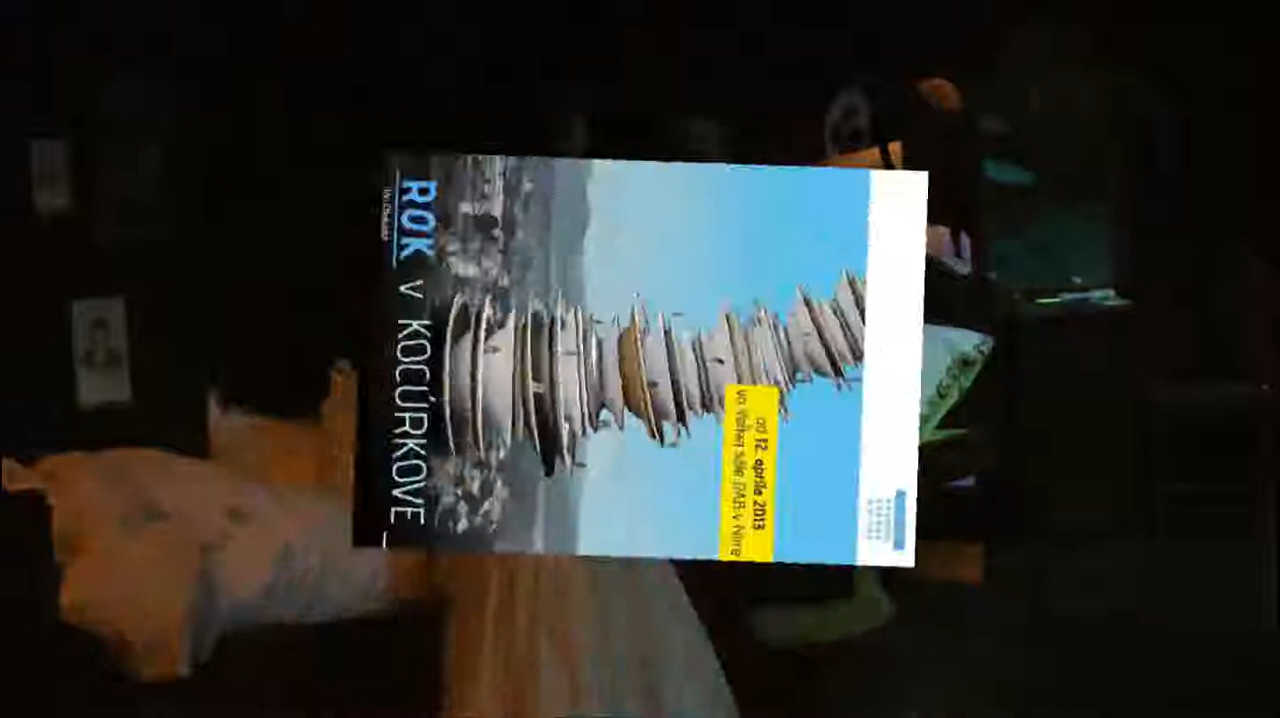 od 12. apríla 2013
vo Veľkej sále DAB v Nitre
ROK V KOCÚRKOVE _